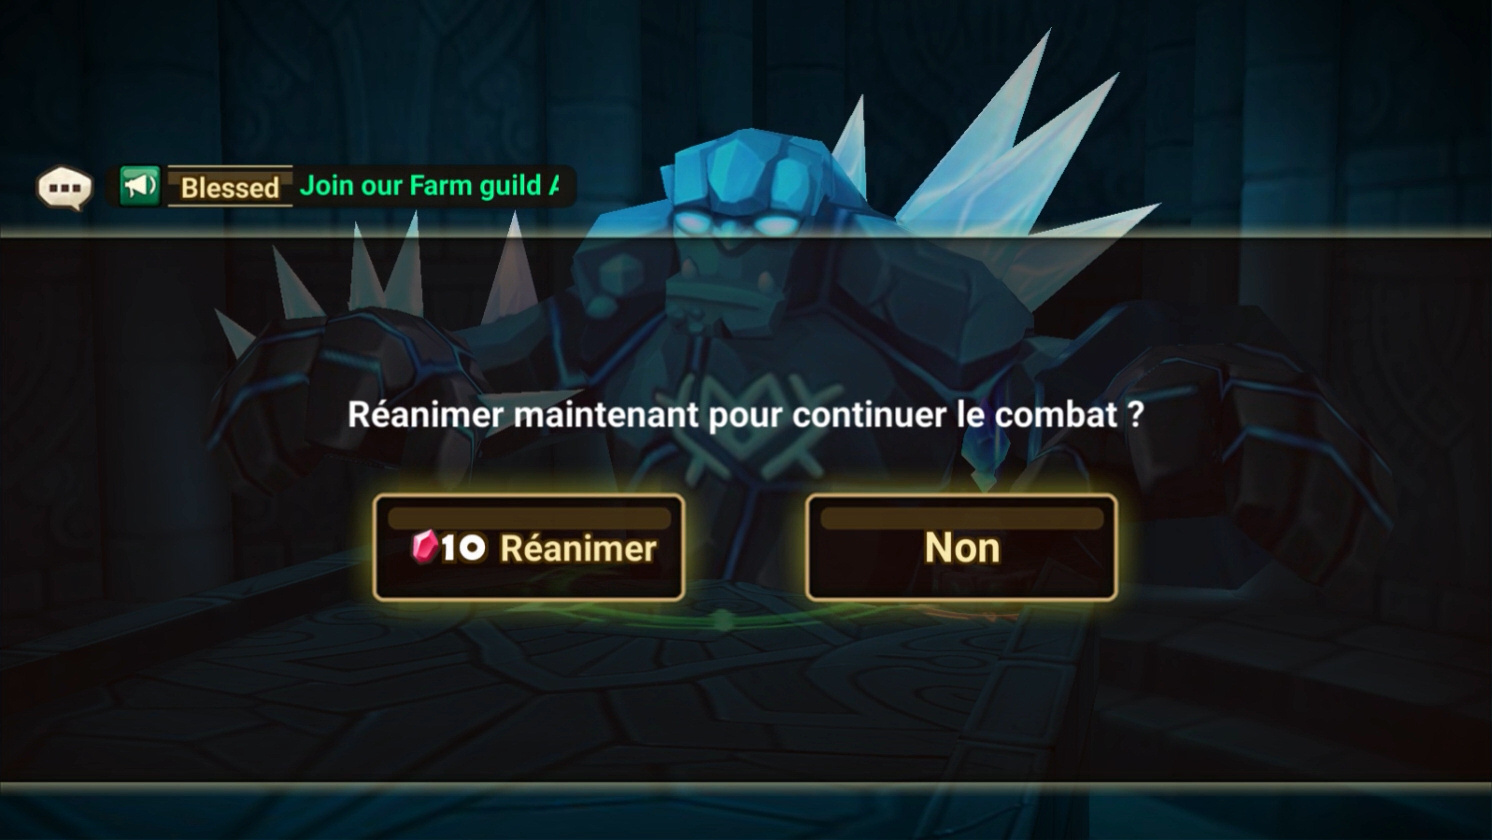 Blessed Join our Farm guild
Réanimer maintenant pour continuer le combat ?
10 Réanimer
Non